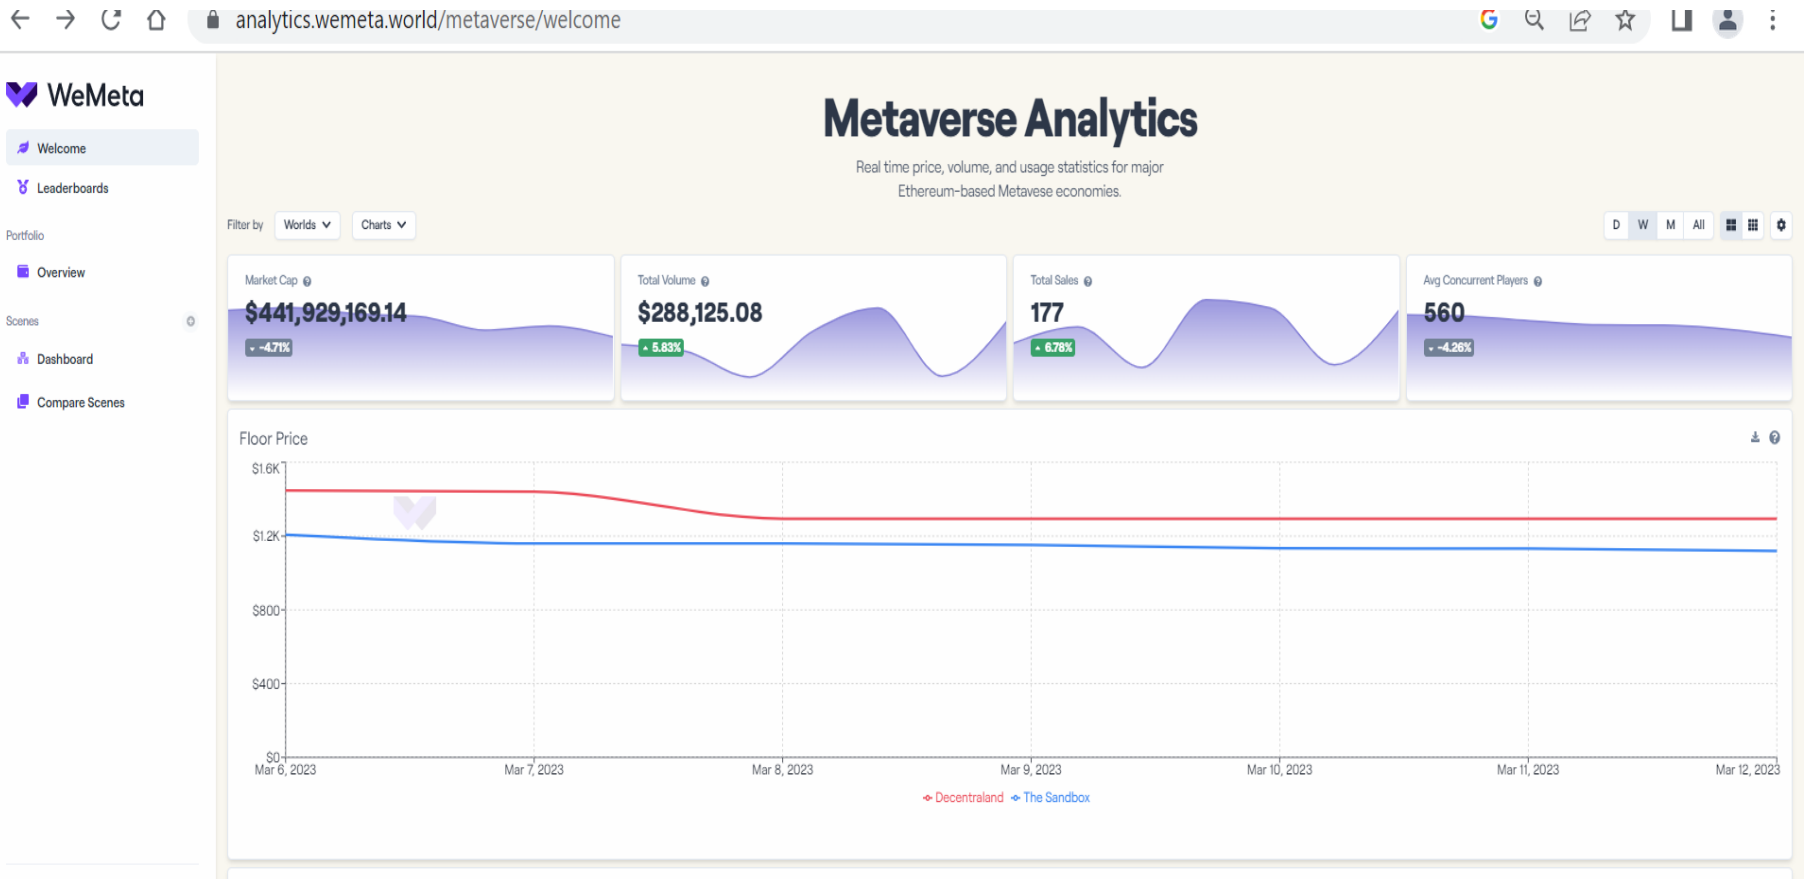 analytics.wemeta.world/metaverse/welcome
WeMeta
Welcome
Leaderboards
Portfolio
Overview
Scenes
Dashboard
Compare Scenes
Metaverse Analytics
Real time price, volume, and usage statistics for major
Ethereum-based Metavese economies.
Filter by Worlds Charts D W M All
Market Cap
$441,929,169.14
-4.71%
Total Volume
$288,125.08
5.83%
Total Sales
177
6.78%
Avg Concurrent Players
560
-4.26%
Floor Price
$1.6K
$1.2K
$800
$400
$0
Mar 6, 2023 Mar 7, 2023 Mar 8, 2023 Mar 9, 2023 Mar 10, 2023 Mar 11, 2023 Mar 12, 2023
Decentraland The Sandbox